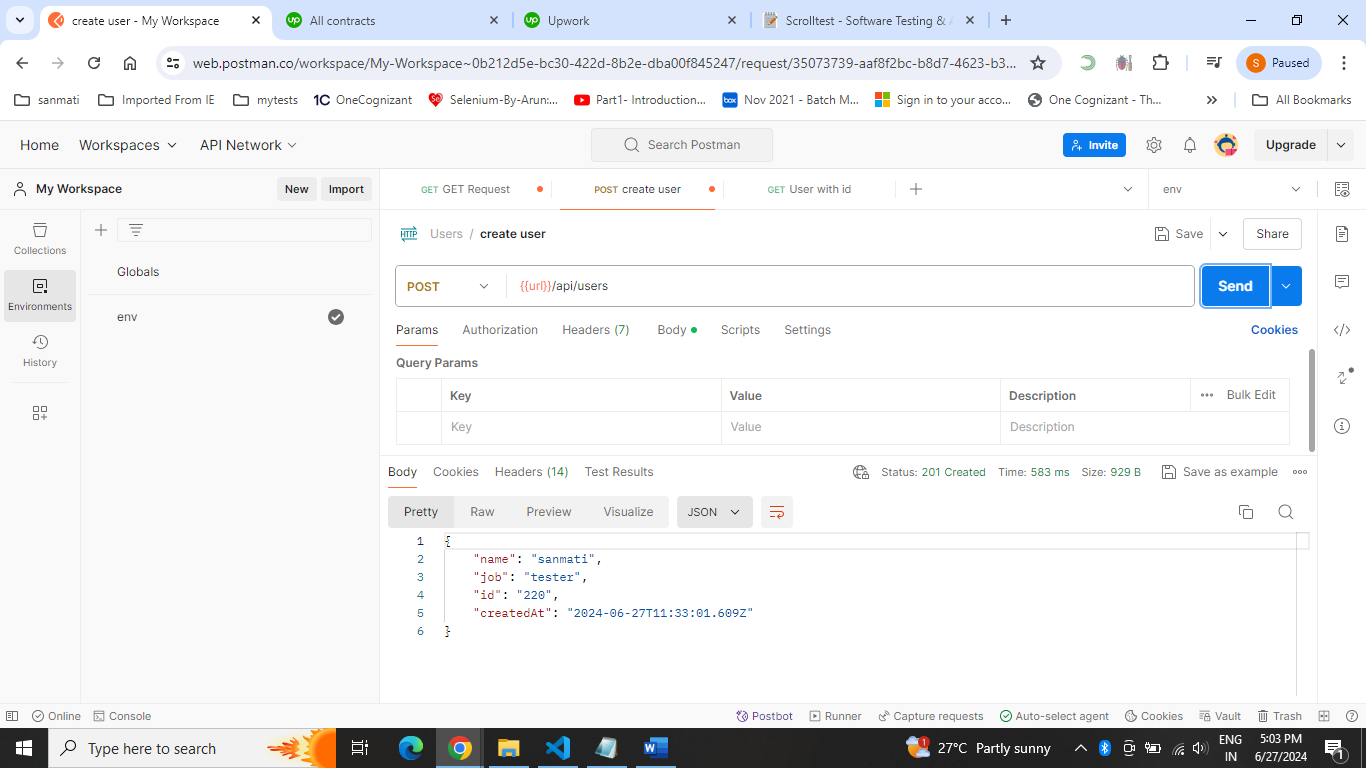 create user - My Workspace
All contracts
Upwork
Scrolltest - Software Testing &
web.postman.co/workspace/My-Workspace~0b212d5e-bc30-422d-8b2e-dba00f845247/request/35073739-aaf8f2bc-b8d7-4623-b3...
S Paused
sanmati
Imported From IE
mytests
1C OneCognizant
Selenium-By-Arun:...
Part1- Introduction...
box Nov 2021 - Batch M...
Sign in to your acco...
One Cognizant - Th...
All Bookmarks
Home
Workspaces
API Network
Search Postman
Invite
Upgrade
My Workspace
New
Import
GET GET Request
POST create user
GET User with id
env
Collections
Environments
History
Globals
env
HTTP Users / create user
Save
Share
POST
{{url}}/api/users
Send
Params
Authorization
Headers (7)
Body
Scripts
Settings
Cookies
Query Params
Key Value Description Bulk Edit
Key Value Description
Body
Cookies
Headers (14)
Test Results
Status: 201 Created Time: 583 ms Size: 929 B
Save as example
Pretty
Raw
Preview
Visualize
JSON
1 {
2 "name": "sanmati",
3 "job": "tester",
4 "id": "220",
5 "createdAt": "2024-06-27T11:33:01.609Z"
6 }
Online
Console
Postbot
Runner
Capture requests
Auto-select agent
Cookies
Vault
Trash
Type here to search
1
27°C Partly sunny
ENG
IN
5:03 PM
6/27/2024
1